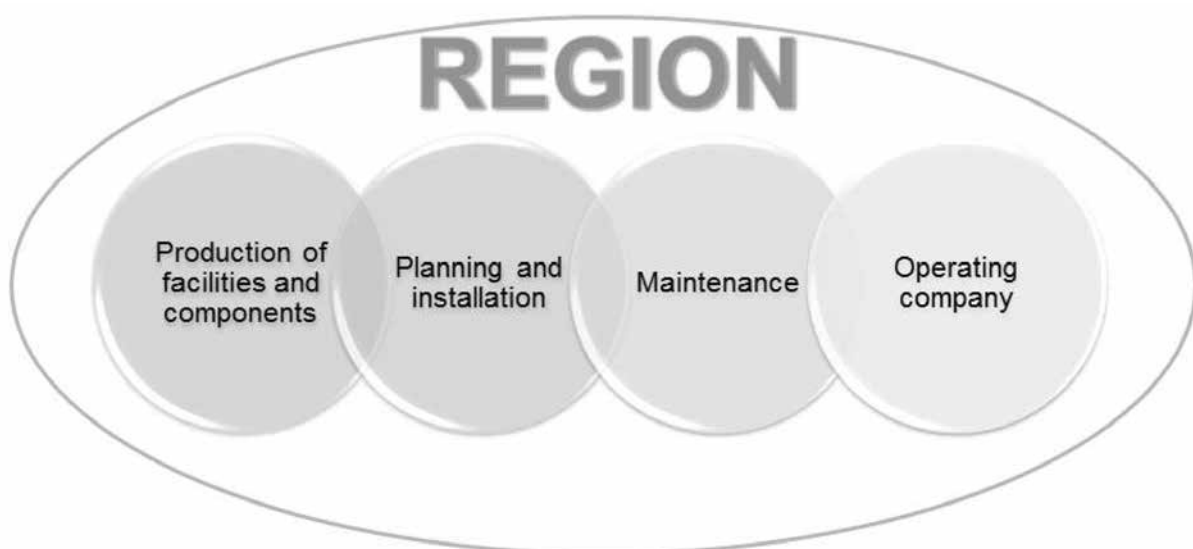 REGION
Production of
facilities and
components
Planning and
installation
Maintenance
Operating
company